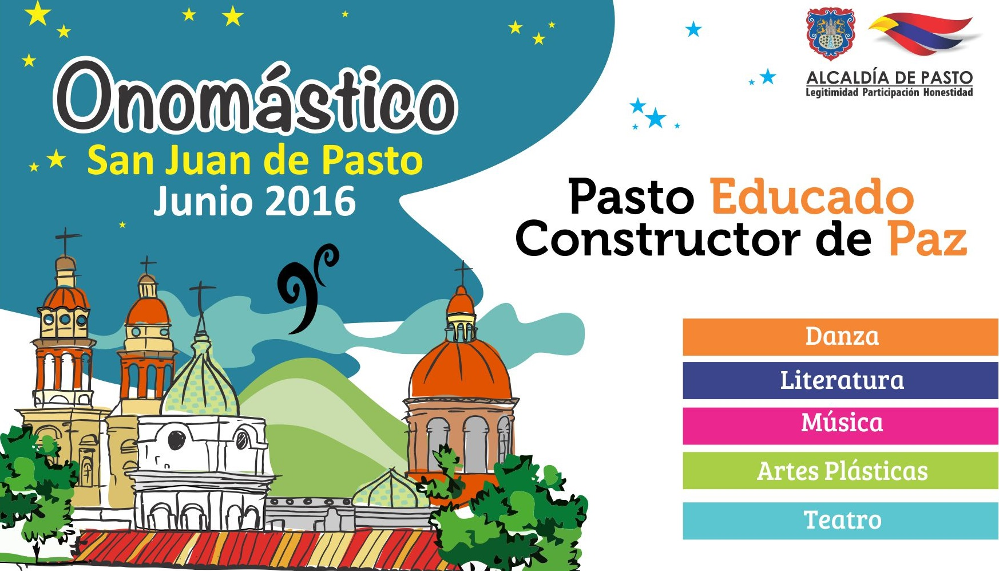 Onomástico
San Juan de Pasto
Junio 2016
ALCALDÍA DE PASTO
Legitimidad Participación Honestidad
Pasto Educado
Constructor de Paz
Danza
Literatura
Música
Artes Plásticas
Teatro